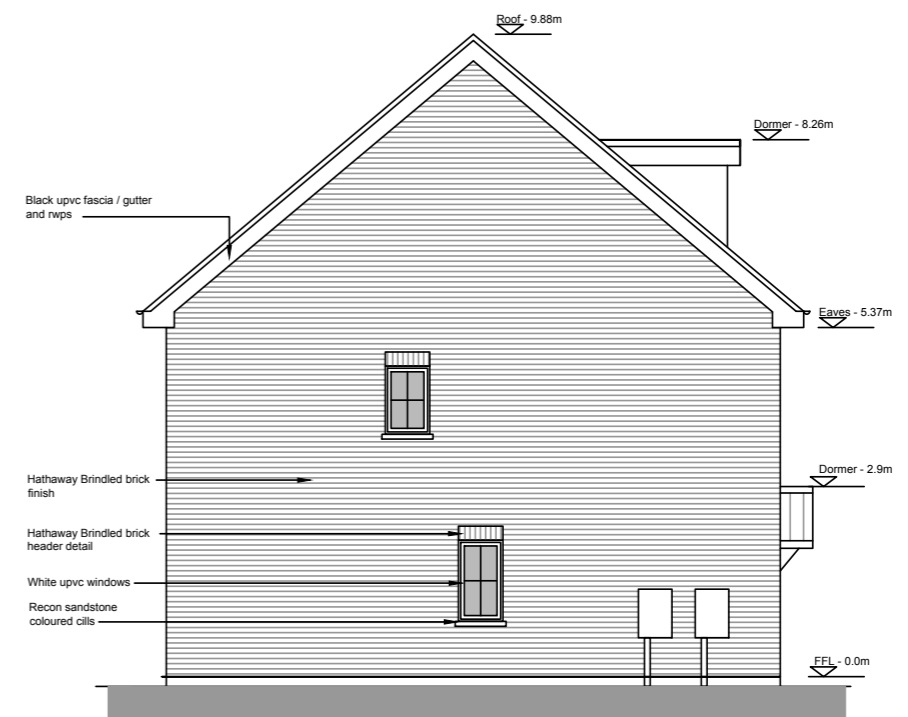 Roof - 9.88m
Dormer - 8.26m
Black upvc fascia / gutter
and rwps
Eaves - 5.37m
Dormer - 2.9m
Hathaway Brindled brick
finish
Hathaway Brindled brick
header detail
White upvc windows
Recon sandstone
coloured cills
FFL - 0.0m